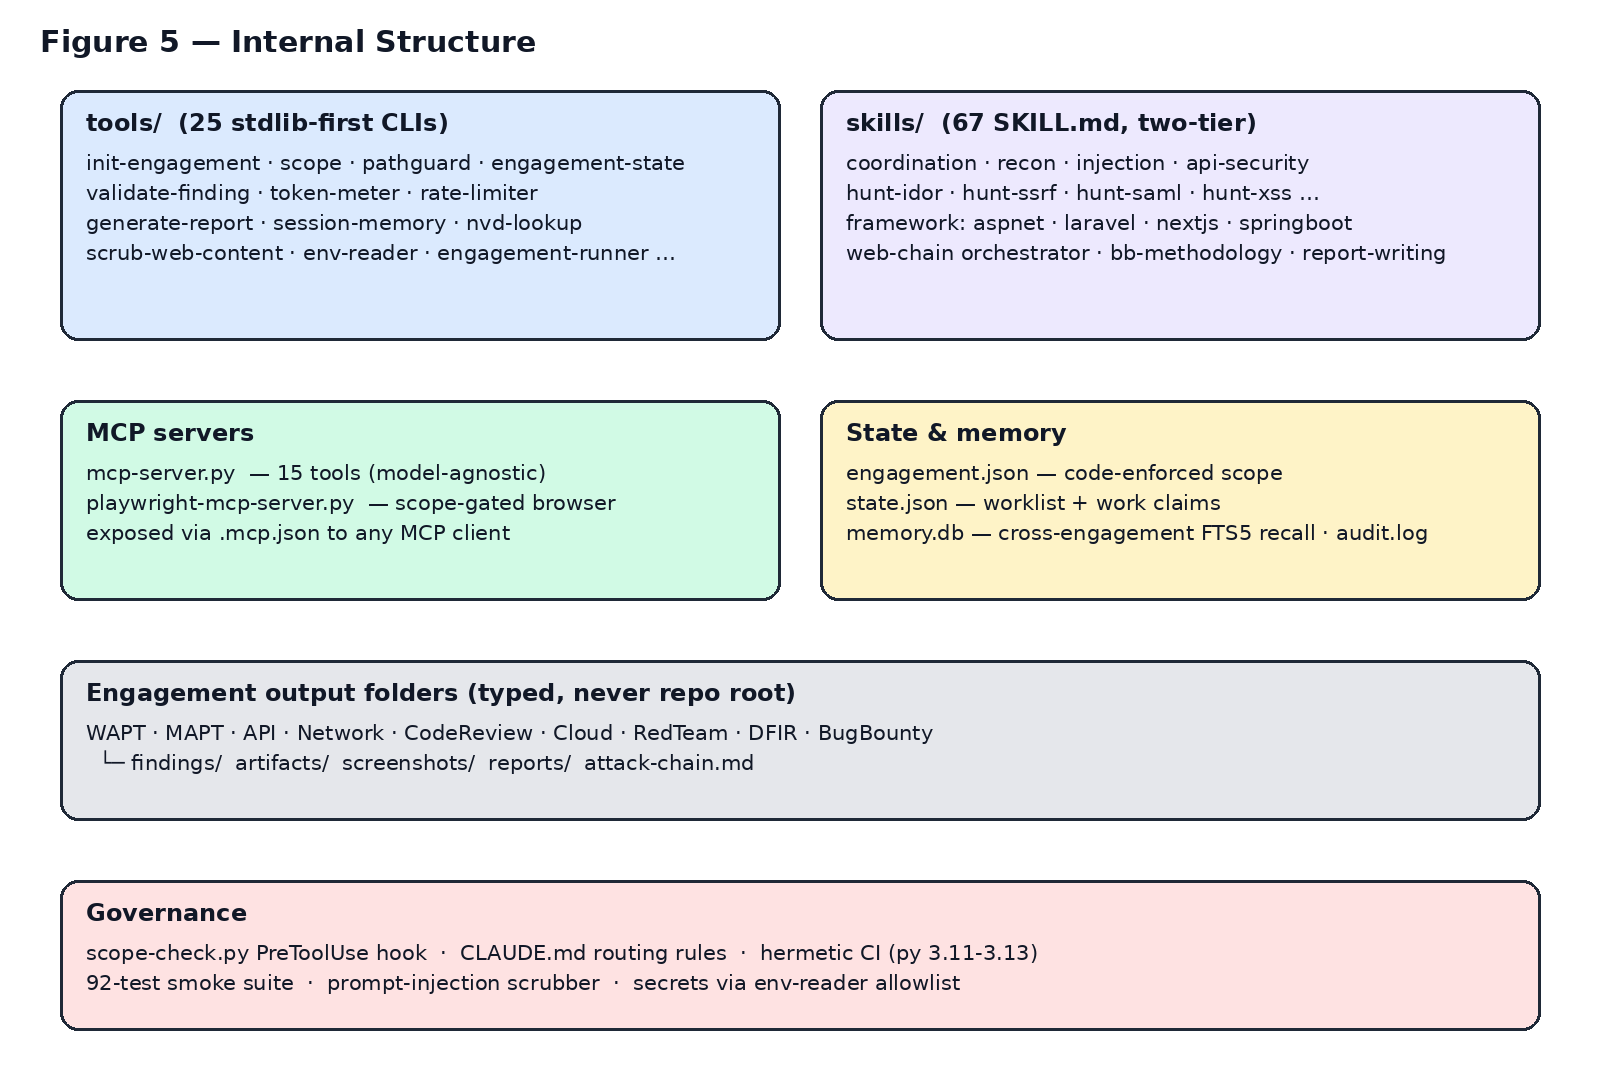 Figure 5 — Internal Structure
tools/  (25 stdlib-first CLIs)
init-engagement · scope · pathguard · engagement-state
validate-finding · token-meter · rate-limiter
generate-report · session-memory · nvd-lookup
scrub-web-content · env-reader · engagement-runner …
skills/  (67 SKILL.md, two-tier)
coordination · recon · injection · api-security
hunt-idor · hunt-ssrf · hunt-saml · hunt-xss …
framework: aspnet · laravel · nextjs · springboot
web-chain orchestrator · bb-methodology · report-writing
MCP servers
mcp-server.py  — 15 tools (model-agnostic)
playwright-mcp-server.py  — scope-gated browser
exposed via .mcp.json to any MCP client
State & memory
engagement.json — code-enforced scope
state.json — worklist + work claims
memory.db — cross-engagement FTS5 recall · audit.log
Engagement output folders (typed, never repo root)
WAPT · MAPT · API · Network · CodeReview · Cloud · RedTeam · DFIR · BugBounty
└─ findings/  artifacts/  screenshots/  reports/  attack-chain.md
Governance
scope-check.py PreToolUse hook  ·  CLAUDE.md routing rules  ·  hermetic CI (py 3.11-3.13)
92-test smoke suite  ·  prompt-injection scrubber  ·  secrets via env-reader allowlist